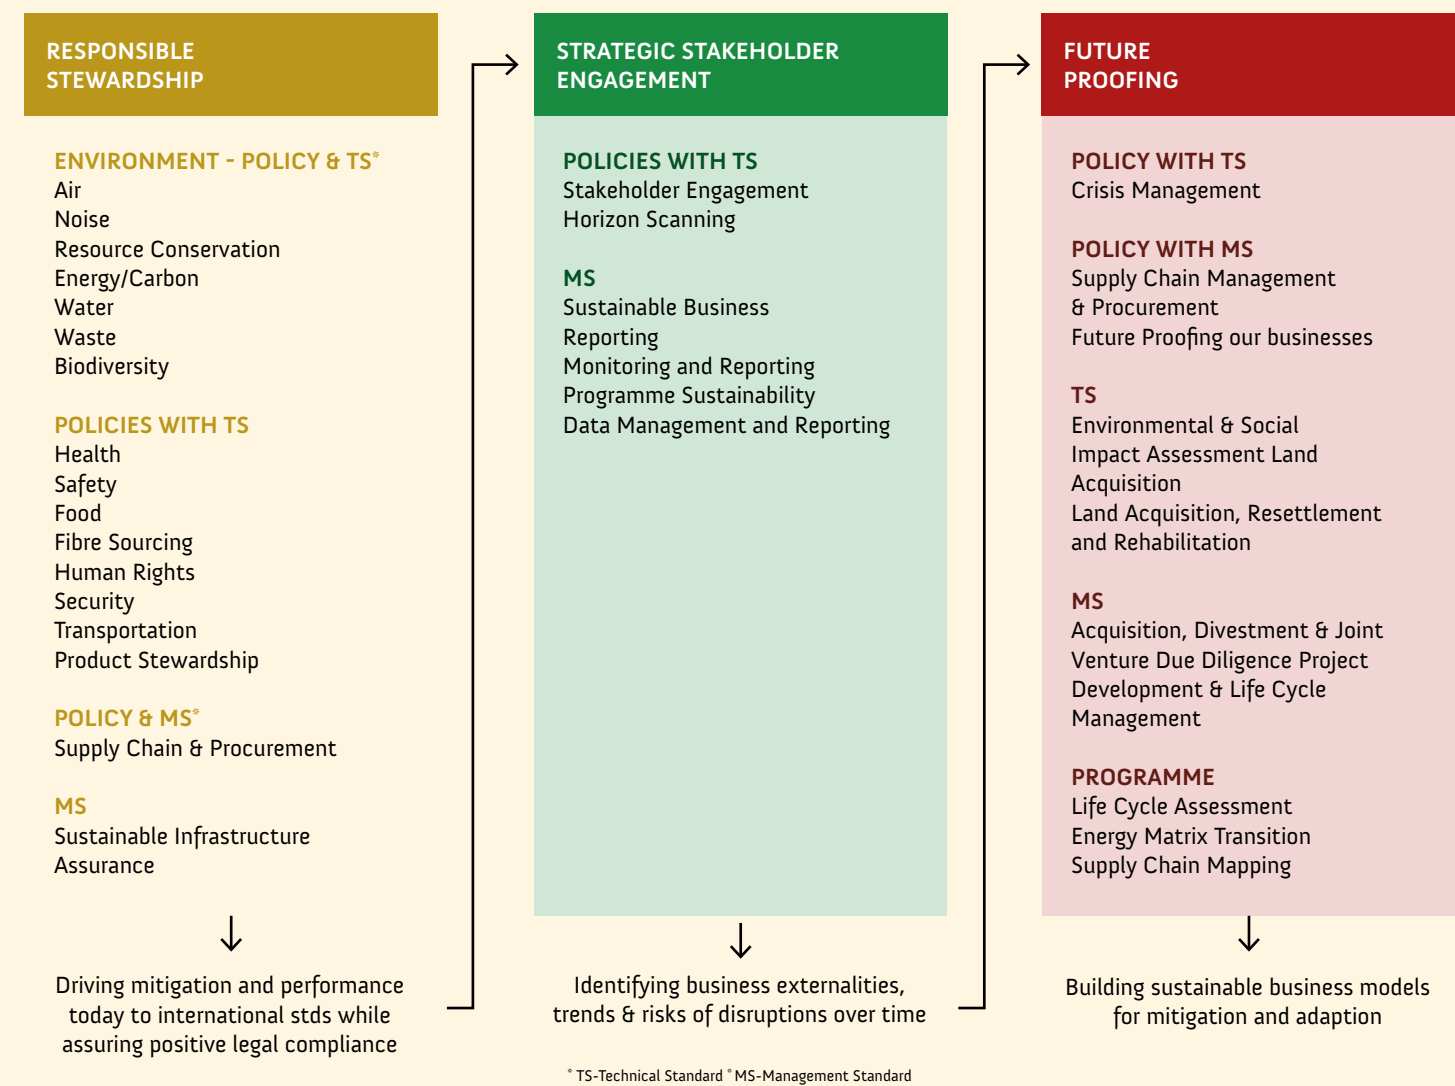 RESPONSIBLE
STEWARDSHIP
ENVIRONMENT - POLICY & TS*
Air
Noise
Resource Conservation
Energy/Carbon
Water
Waste
Biodiversity
POLICIES WITH TS
Health
Safety
Food
Fibre Sourcing
Human Rights
Security
Transportation
Product Stewardship
POLICY & MS*
Supply Chain & Procurement
MS
Sustainable Infrastructure
Assurance
Driving mitigation and performance
today to international stds while
assuring positive legal compliance
STRATEGIC STAKEHOLDER
ENGAGEMENT
POLICIES WITH TS
Stakeholder Engagement
Horizon Scanning
MS
Sustainable Business
Reporting
Monitoring and Reporting
Programme Sustainability
Data Management and Reporting
Identifying business externalities,
trends & risks of disruptions over time
FUTURE
PROOFING
POLICY WITH TS
Crisis Management
POLICY WITH MS
Supply Chain Management
& Procurement
Future Proofing our businesses
TS
Environmental & Social
Impact Assessment Land
Acquisition
Land Acquisition, Resettlement
and Rehabilitation
MS
Acquisition, Divestment & Joint
Venture Due Diligence Project
Development & Life Cycle
Management
PROGRAMME
Life Cycle Assessment
Energy Matrix Transition
Supply Chain Mapping
Building sustainable business models
for mitigation and adaption
* TS-Technical Standard * MS-Management Standard